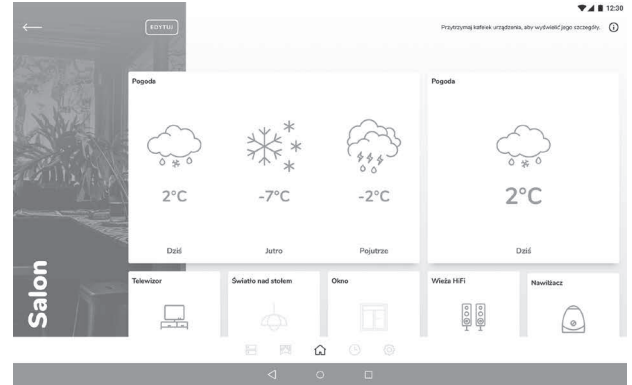 12:30
EDYTUJ
Przytrzymaj kafelek urządzenia, aby wyświetlić jego szczegóły.
Pogoda
2°C
-7°C
-2°C
Dziś
Jutro
Pojutrze
Pogoda
2°C
Dziś
Salon
Telewizor
Światło nad stołem
Okno
Wieża HiFi
Nawilżacz